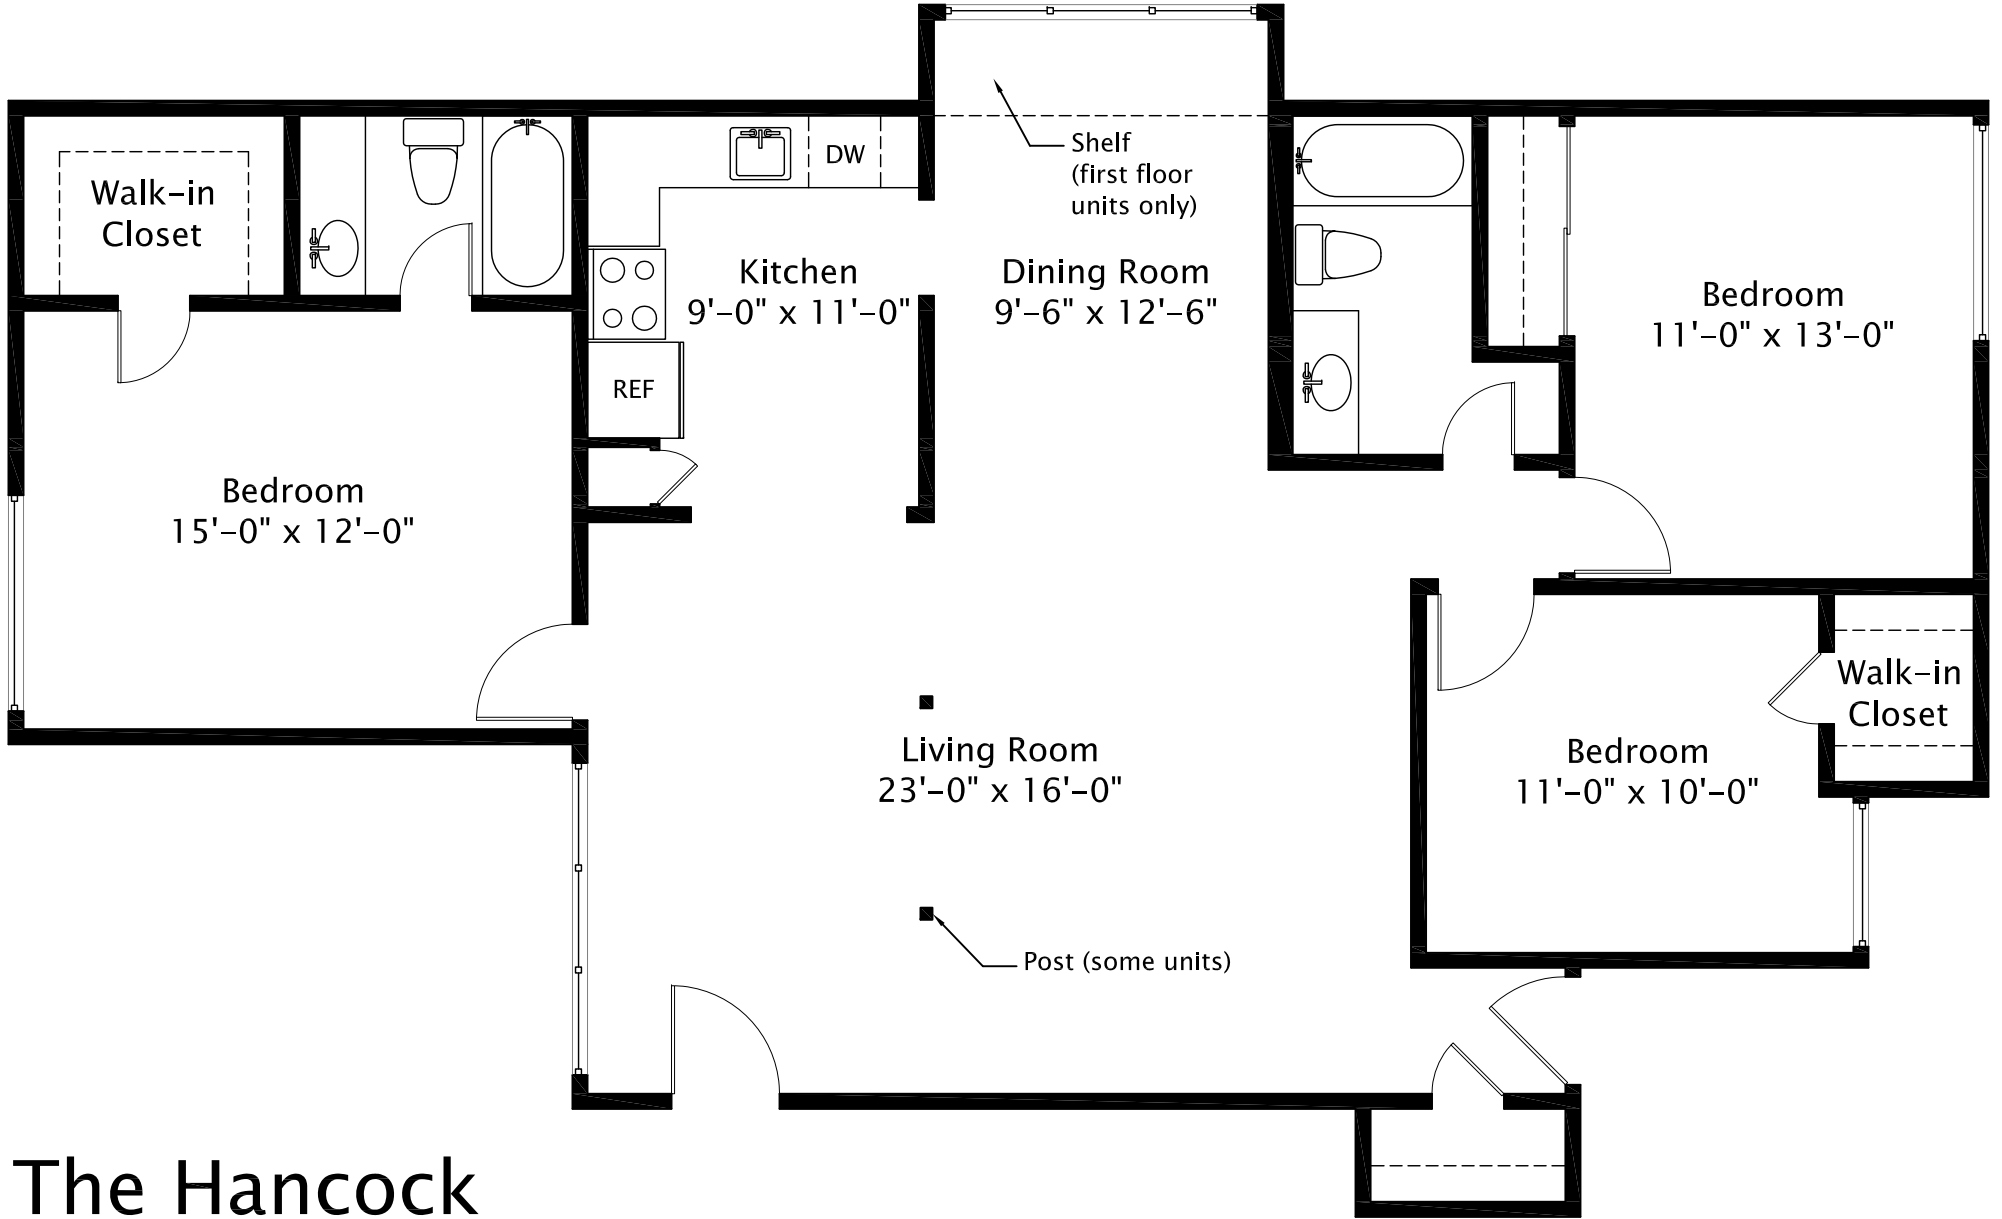 Shelf
(first floor
units only)
DW
Walk-in
Closet
Kitchen
9'-0" x 11'-0"
Dining Room
9'-6" x 12'-6"
Bedroom
11'-0" x 13'-0"
REF
Bedroom
15'-0" x 12'-0"
Walk-in
Closet
Living Room
23'-0" x 16'-0"
Bedroom
11'-0" x 10'-0"
Post (some units)
The Hancock